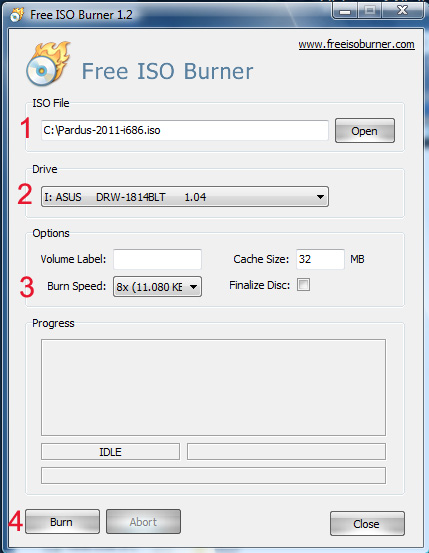 Free ISO Burner 1.2
www.freeisoburner.com
Free ISO Burner
ISO File
1 C:\Pardus-2011-i686.iso Open
Drive
2 I: ASUS DRW-1814BLT 1.04
Options
Volume Label: Cache Size: 32 MB
3 Burn Speed: 8x (11.080 KE Finalize Disc:
Progress
IDLE
4 Burn Abort Close